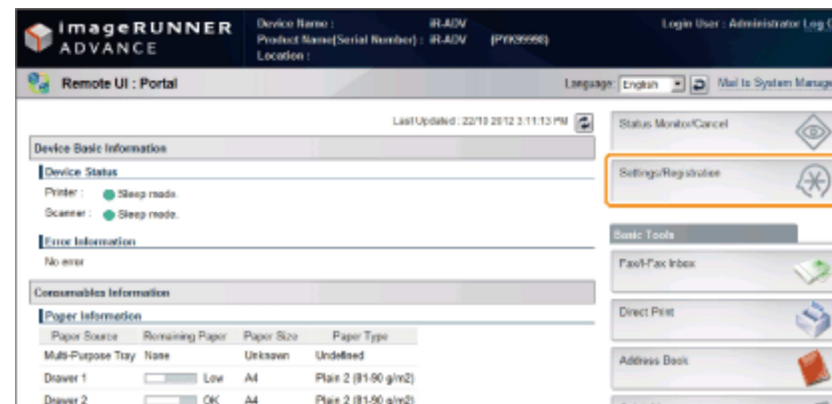 imageRUNNER
ADVANCE
Device Name : iR-ADV
Product Name(Serial Number) : iR-ADV
Location :
Login User : Administrator Log
Remote UI : Portal
Language: English Mail to System Manage
Last Updated : 22/10 2012 3:11:13 PM
Device Basic Information
Device Status
Printer : Sleep mode.
Scanner : Sleep mode.
Error Information
No error
Consumables Information
Paper Information
Paper Source Remaining Paper Paper Size Paper Type
Multi-Purpose Tray None Unknown Undefined
Drawer 1 Low A4 Plain 2 (81-90 g/m2)
Drawer 2 OK A4 Plain 2 (81-90 g/m2)
Status Monitor/Cancel
Settings/Registration
Basic Tools
Fax/I-Fax Inbox
Direct Print
Address Book